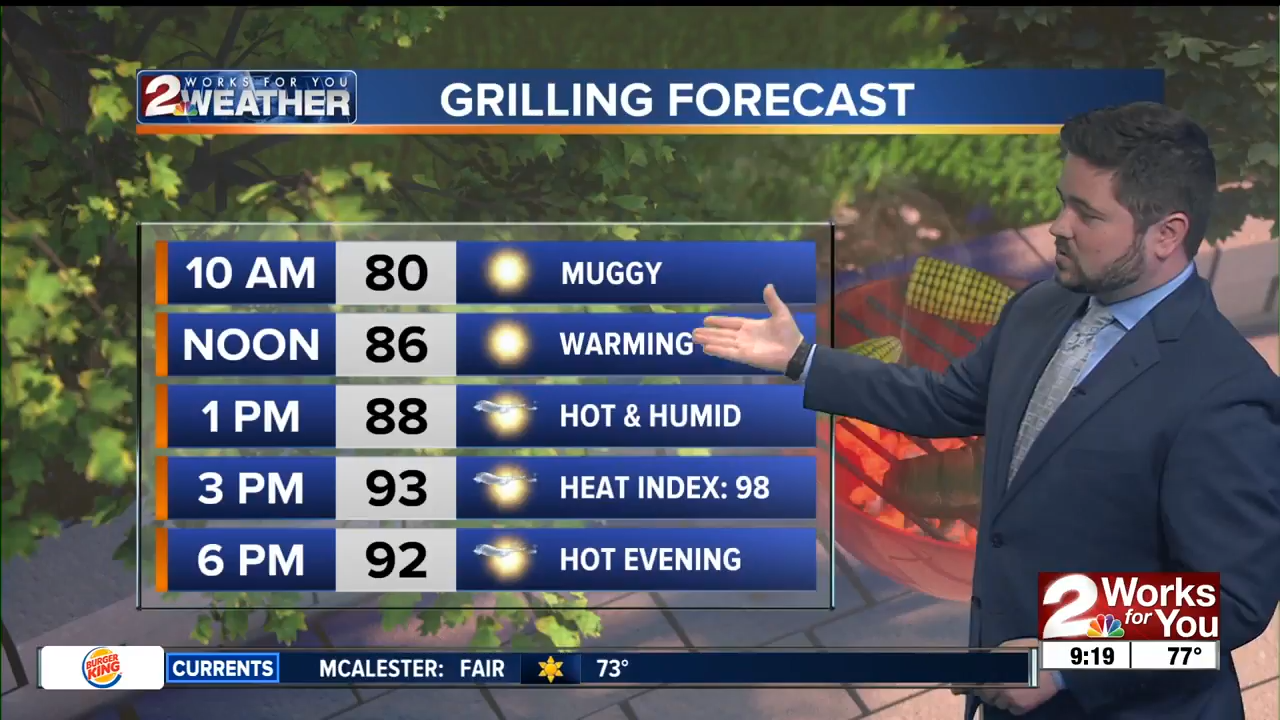 2 WORKS FOR YOU
WEATHER
GRILLING FORECAST
10 AM 80 MUGGY
NOON 86 WARMING
1 PM 88 HOT & HUMID
3 PM 93 HEAT INDEX: 98
6 PM 92 HOT EVENING
2 Works for You
9:19 77°
BURGER KING CURRENTS MCALESTER: FAIR 73°